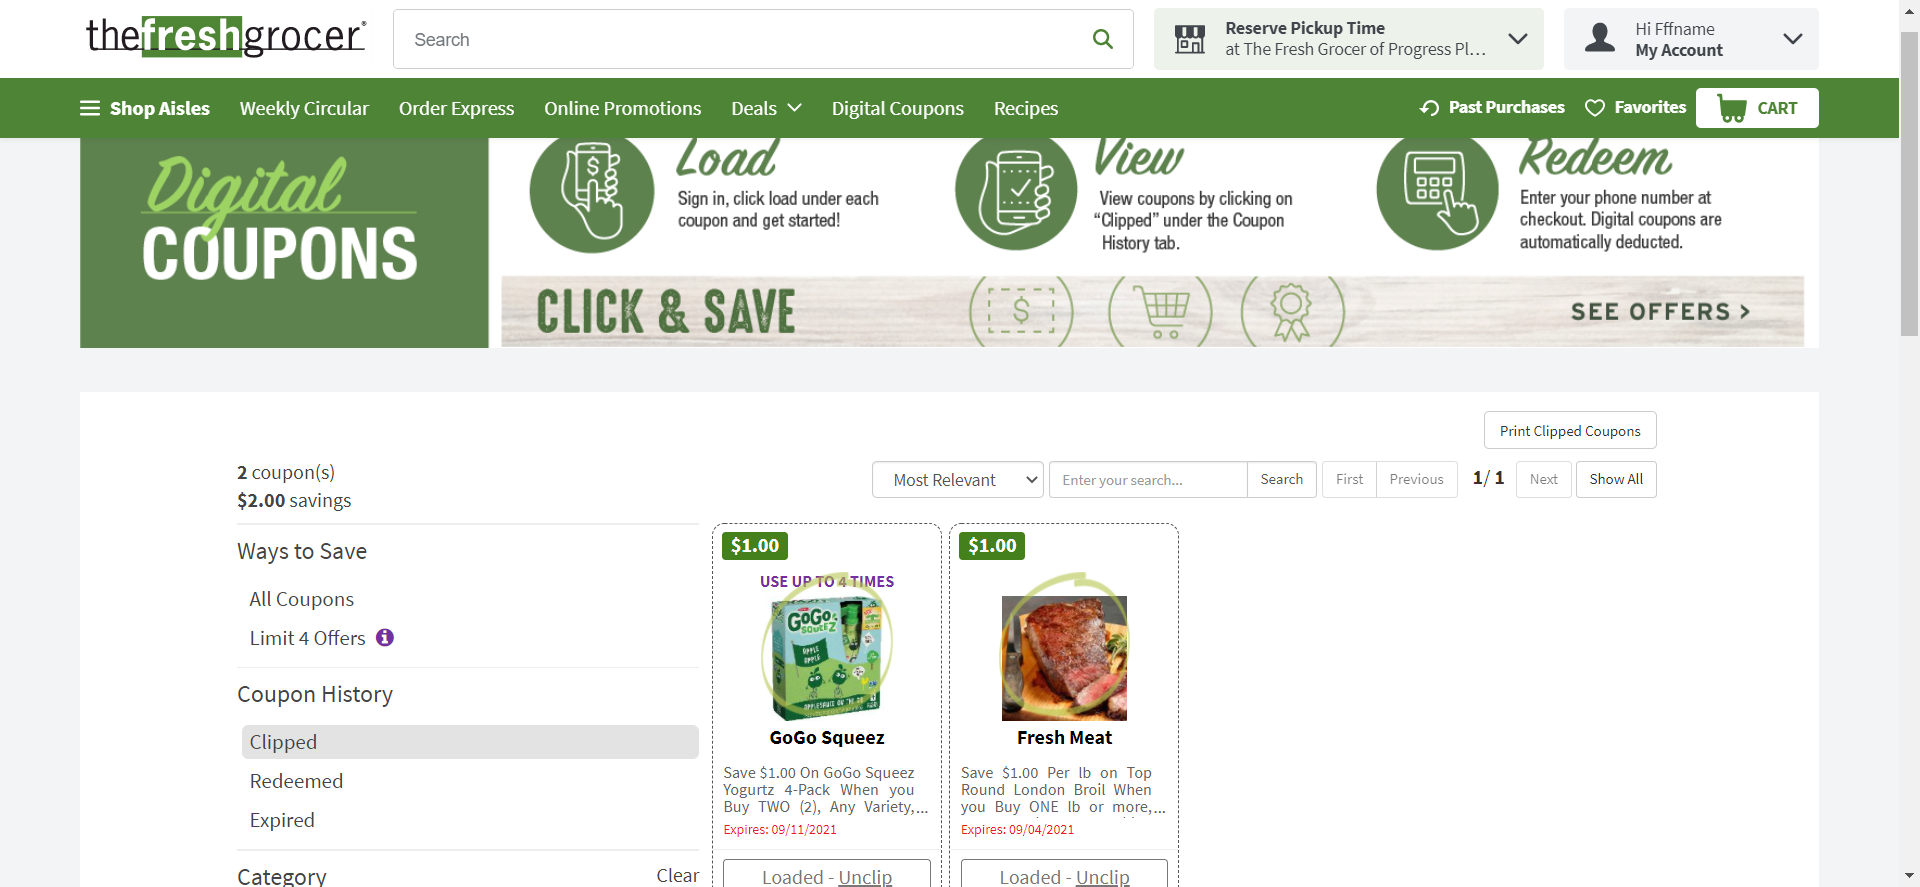 thefreshgrocer®
Search
Reserve Pickup Time
at The Fresh Grocer of Progress Pl...
Hi Fffname
My Account
Shop Aisles
Weekly Circular
Order Express
Online Promotions
Deals
Digital Coupons
Recipes
Past Purchases
Favorites
CART
Digital
COUPONS
Load
Sign in, click load under each
coupon and get started!
View
View coupons by clicking on
“Clipped” under the Coupon
History tab.
Redeem
Enter your phone number at
checkout. Digital coupons are
automatically deducted.
CLICK & SAVE
SEE OFFERS >
Print Clipped Coupons
2 coupon(s)
$2.00 savings
Most Relevant
Enter your search...
Search
First
Previous
1/ 1
Next
Show All
Ways to Save
All Coupons
Limit 4 Offers
Coupon History
Clipped
Redeemed
Expired
Category
Clear
$1.00
USE UP TO 4 TIMES
GoGo
SQUEEZ
APPLE
APPLE
APPLESAUCE ON THE GO
GoGo Squeez
Save $1.00 On GoGo Squeez
Yogurtz 4-Pack When you
Buy TWO (2), Any Variety,...
Expires: 09/11/2021
Loaded - Unclip
$1.00
Fresh Meat
Save $1.00 Per lb on Top
Round London Broil When
you Buy ONE lb or more,...
Expires: 09/04/2021
Loaded - Unclip